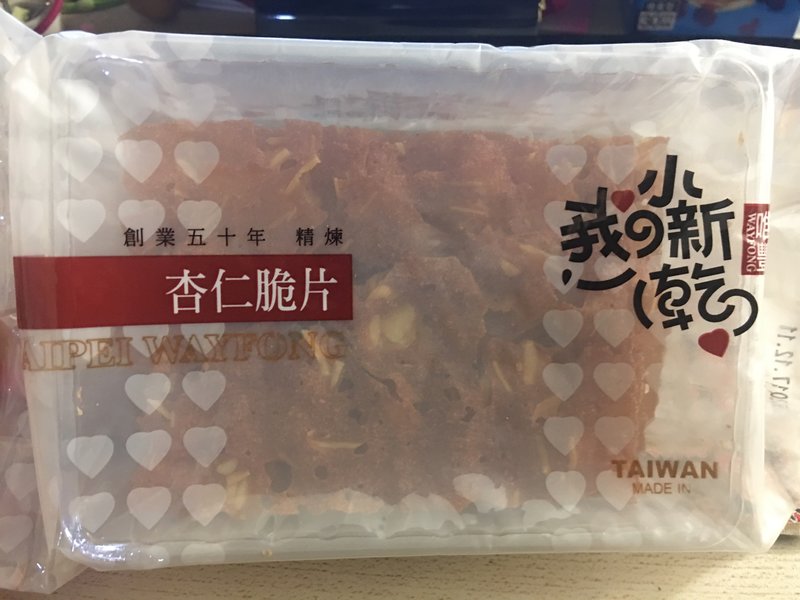 創業五十年 精煉
杏仁脆片
AIPEI WAYFONG
我的小新乾
唯豐
WAYFONG
TAIWAN
MADE IN